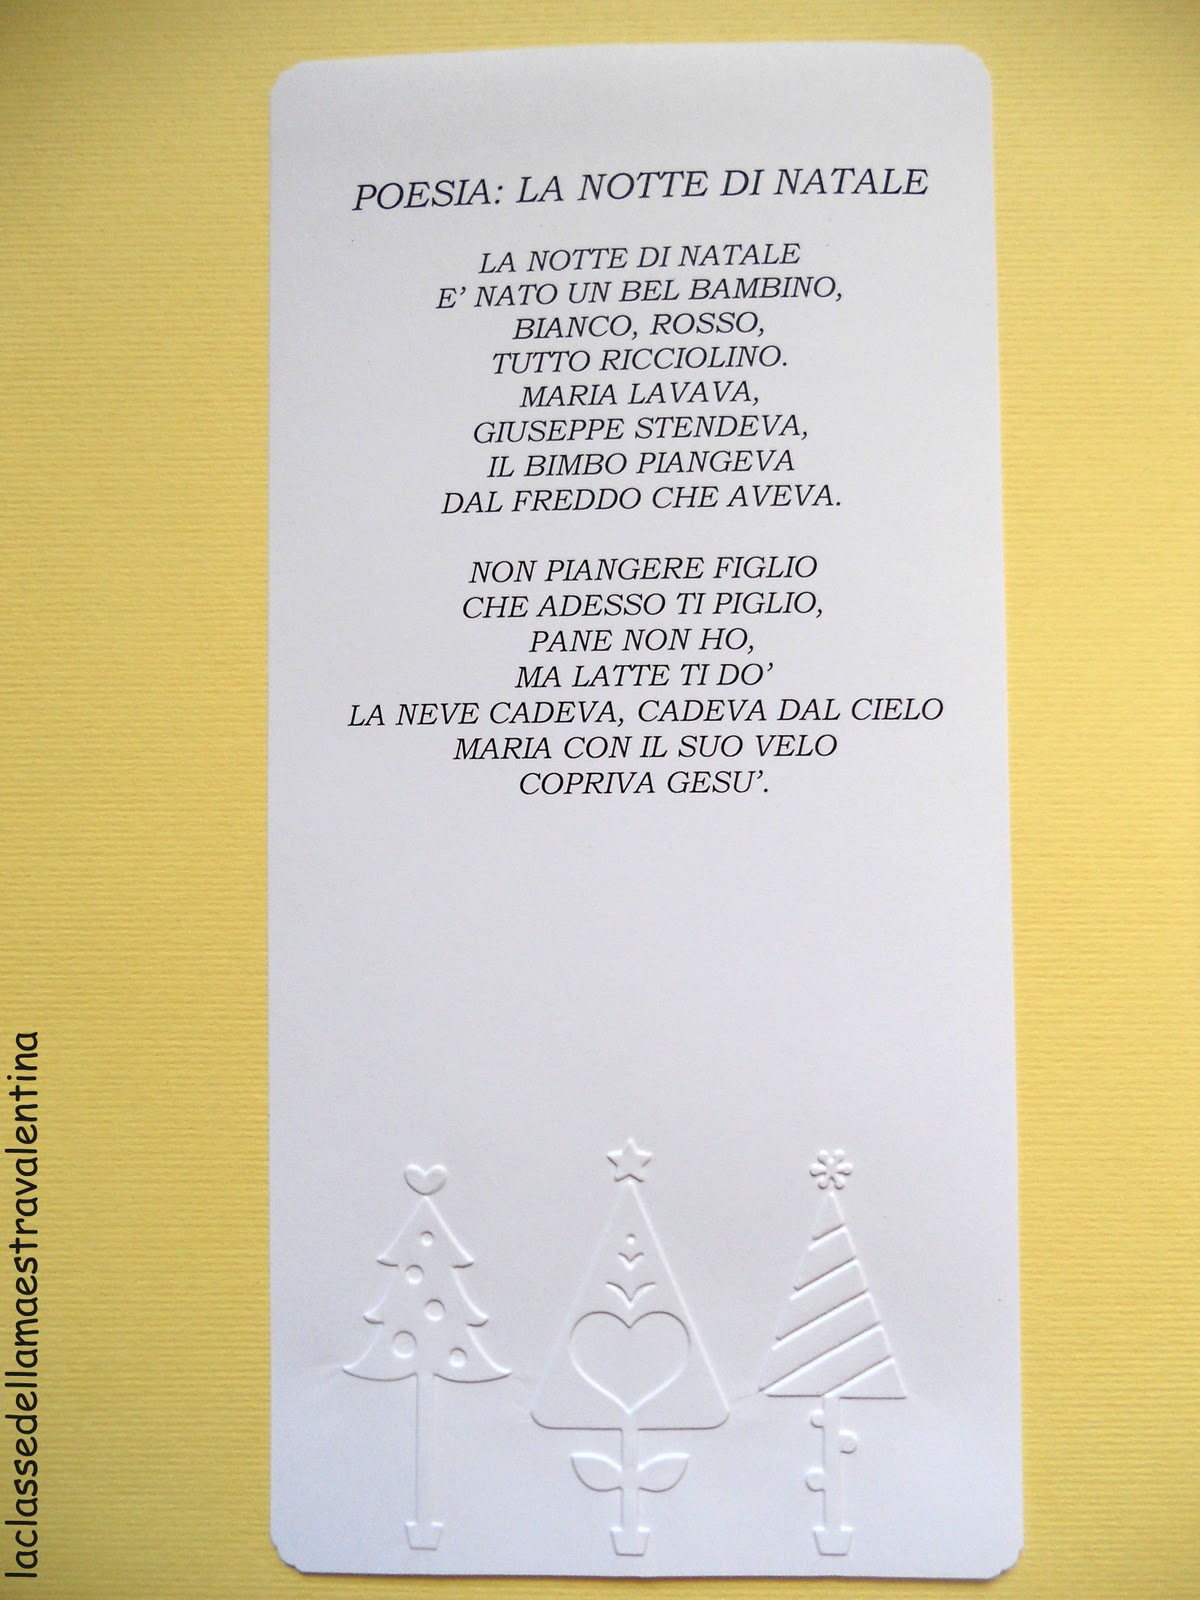 POESIA: LA NOTTE DI NATALE
LA NOTTE DI NATALE
E' NATO UN BEL BAMBINO,
BIANCO, ROSSO,
TUTTO RICCIOLINO.
MARIA LAVAVA,
GIUSEPPE STENDEVA,
IL BIMBO PIANGEVA
DAL FREDDO CHE AVEVA.
NON PIANGERE FIGLIO
CHE ADESSO TI PIGLIO,
PANE NON HO,
MA LATTE TI DO'
LA NEVE CADEVA, CADEVA DAL CIELO
MARIA CON IL SUO VELO
COPRIVA GESU'.
laclassedellamaestravalentina